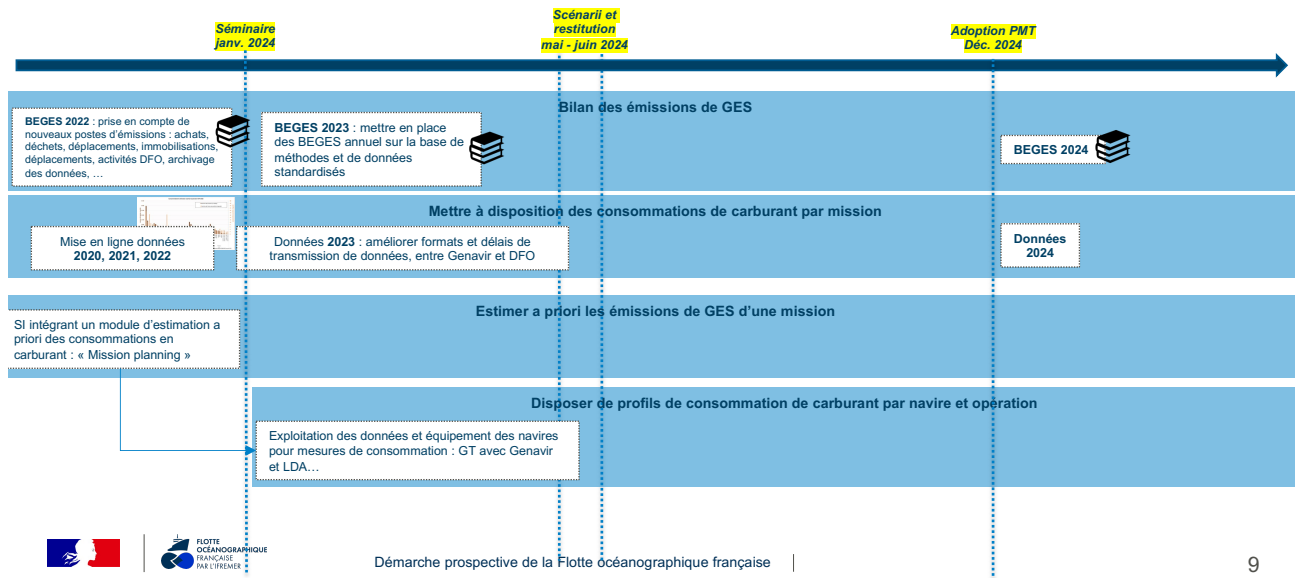 Séminaire
janv. 2024
Scénarii et
restitution
mai - juin 2024
Adoption PMT
Déc. 2024
Bilan des émissions de GES
BEGES 2022 : prise en compte de
nouveaux postes d'émissions : achats,
déchets, déplacements, immobilisations,
déplacements, activités DFO, archivage
des données, …
BEGES 2023 : mettre en place
des BEGES annuel sur la base de
méthodes et de données
standardisés
BEGES 2024
Mettre à disposition des consommations de carburant par mission
Mise en ligne données
2020, 2021, 2022
Données 2023 : améliorer formats et délais de
transmission de données, entre Genavir et DFO
Données
2024
Estimer a priori les émissions de GES d'une mission
SI intégrant un module d'estimation a
priori des consommations en
carburant : « Mission planning »
Disposer de profils de consommation de carburant par navire et opération
Exploitation des données et équipement des navires
pour mesures de consommation : GT avec Genavir
et LDA…
FLOTTE
OCÉANOGRAPHIQUE
FRANÇAISE
PAR L'IFREMER
Démarche prospective de la Flotte océanographique française
9